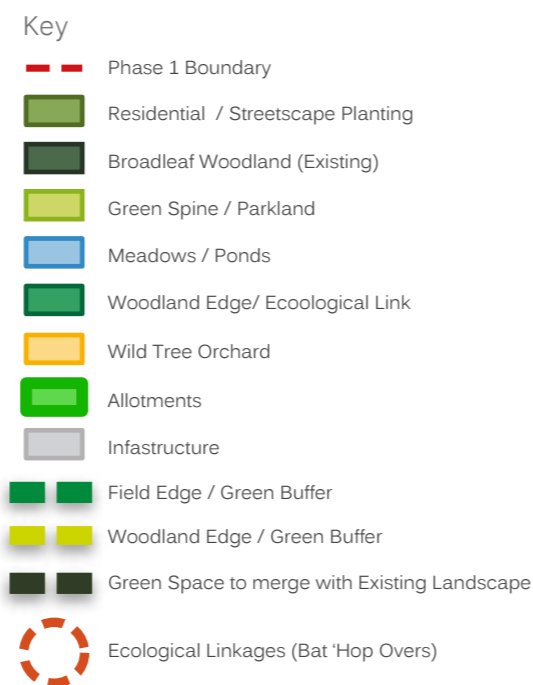 Key
Phase 1 Boundary
Residential / Streetscape Planting
Broadleaf Woodland (Existing)
Green Spine / Parkland
Meadows / Ponds
Woodland Edge/ Ecoological Link
Wild Tree Orchard
Allotments
Infastructure
Field Edge / Green Buffer
Woodland Edge / Green Buffer
Green Space to merge with Existing Landscape
Ecological Linkages (Bat ‘Hop Overs)